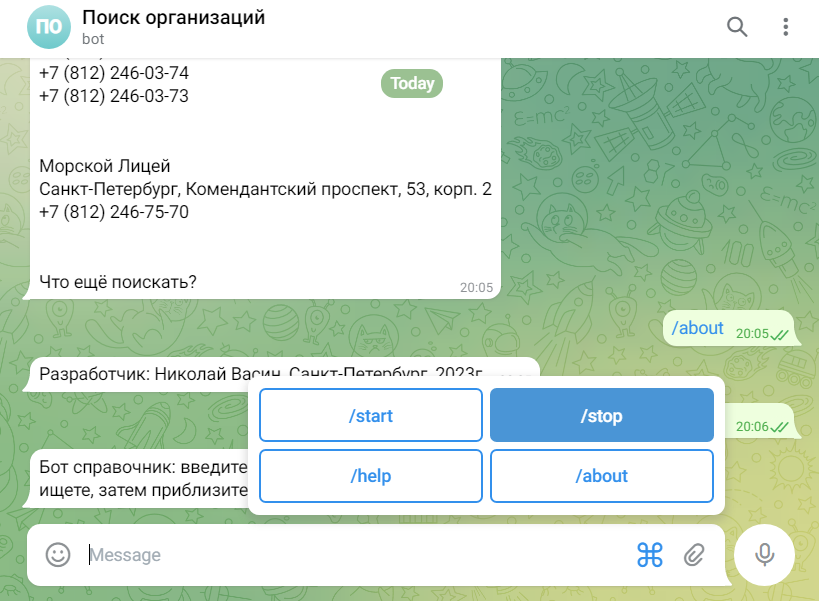 ПО
Поиск организаций
bot
+7 (812) 246-03-74
+7 (812) 246-03-73
Today
Морской Лицей
Санкт-Петербург, Комендантский проспект, 53, корп. 2
+7 (812) 246-75-70
Что ещё поискать?
20:05
/about
20:05
Разработчик: Николай Васин, Санкт-Петербург, 2023г.
20:06
Бот справочник: введите
ищете, затем приблизите
/start
/stop
/help
/about
Message